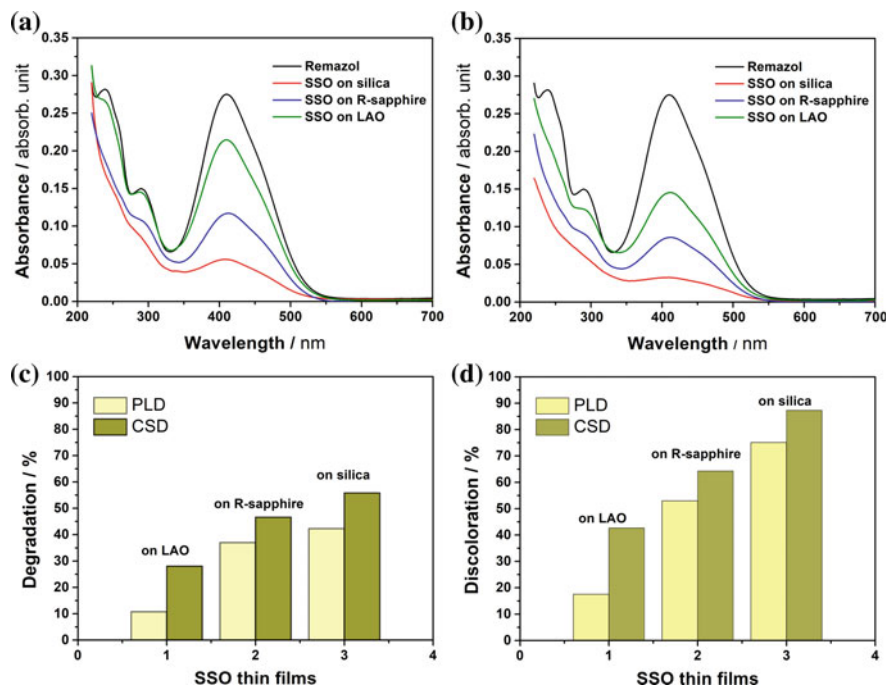 (a)
0.35
0.30
0.25
0.20
0.15
0.10
0.05
0.00
Absorbance / absorb. unit
Remazol
SSO on silica
SSO on R-sapphire
SSO on LAO
200 300 400 500 600 700
Wavelength / nm
(b)
0.35
0.30
0.25
0.20
0.15
0.10
0.05
0.00
Absorbance / absorb. unit
Remazol
SSO on silica
SSO on R-sapphire
SSO on LAO
200 300 400 500 600 700
Wavelength / nm
(c)
100
90
80
70
60
50
40
30
20
10
0
Degradation / %
PLD
CSD
on LAO
on R-sapphire
on silica
0 1 2 3 4
SSO thin films
(d)
100
90
80
70
60
50
40
30
20
10
0
Discoloration / %
PLD
CSD
on LAO
on R-sapphire
on silica
0 1 2 3 4
SSO thin films